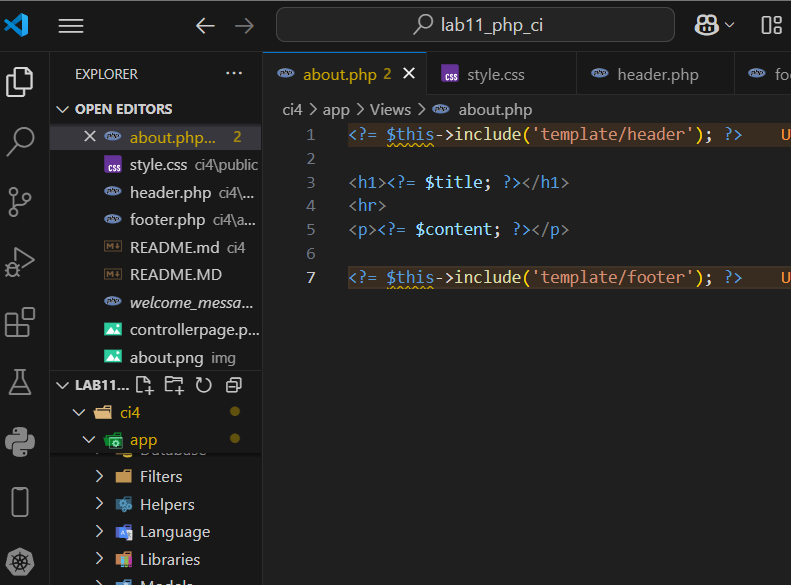 lab11_php_ci
EXPLORER
about.php 2
style.css
header.php
fo
OPEN EDITORS
about.php... 2
style.css ci4\public
header.php ci4\...
footer.php ci4\a...
README.md ci4
README.MD
welcome_messa...
controllerpage.p...
about.png img
LAB11...
ci4
app
Database
Filters
Helpers
Language
Libraries
Models
ci4 > app > Views > about.php
1 <?= $this->include('template/header'); ?> U
2
3 <h1><?= $title; ?></h1>
4 <hr>
5 <p><?= $content; ?></p>
6
7 <?= $this->include('template/footer'); ?> U